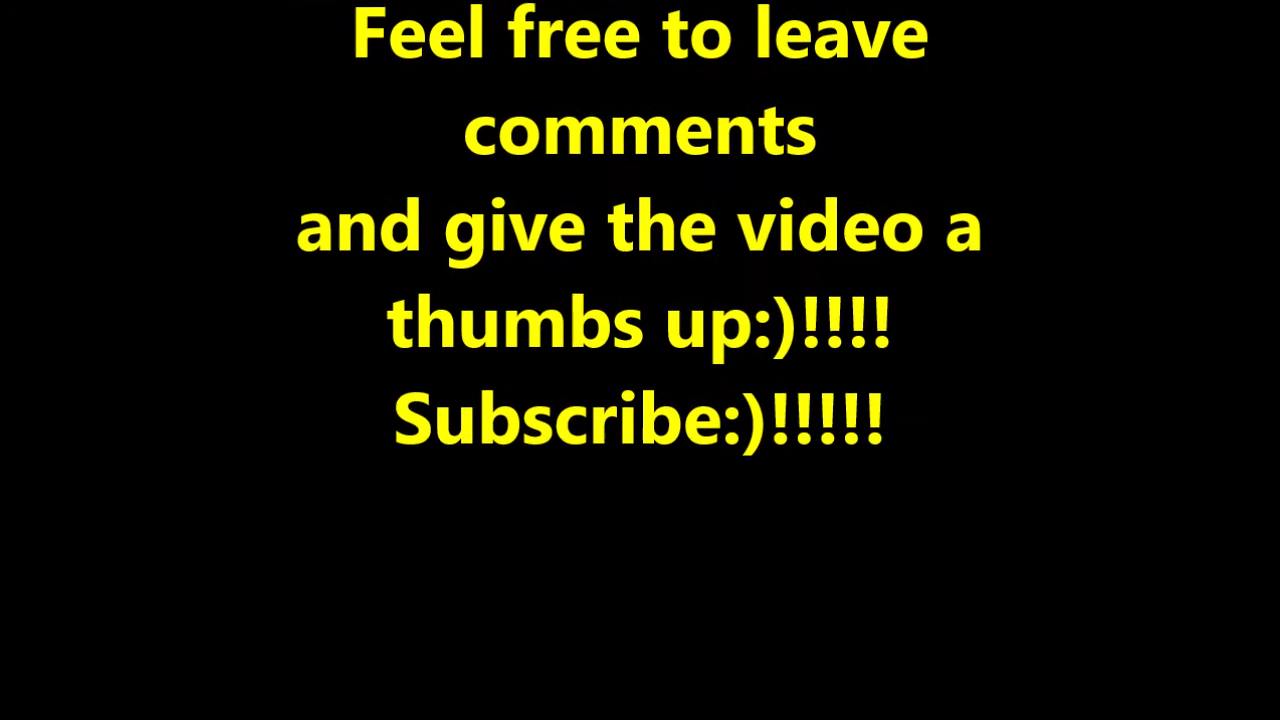 Feel free to leave
comments
and give the video a
thumbs up:)!!!!
Subscribe:)!!!!!